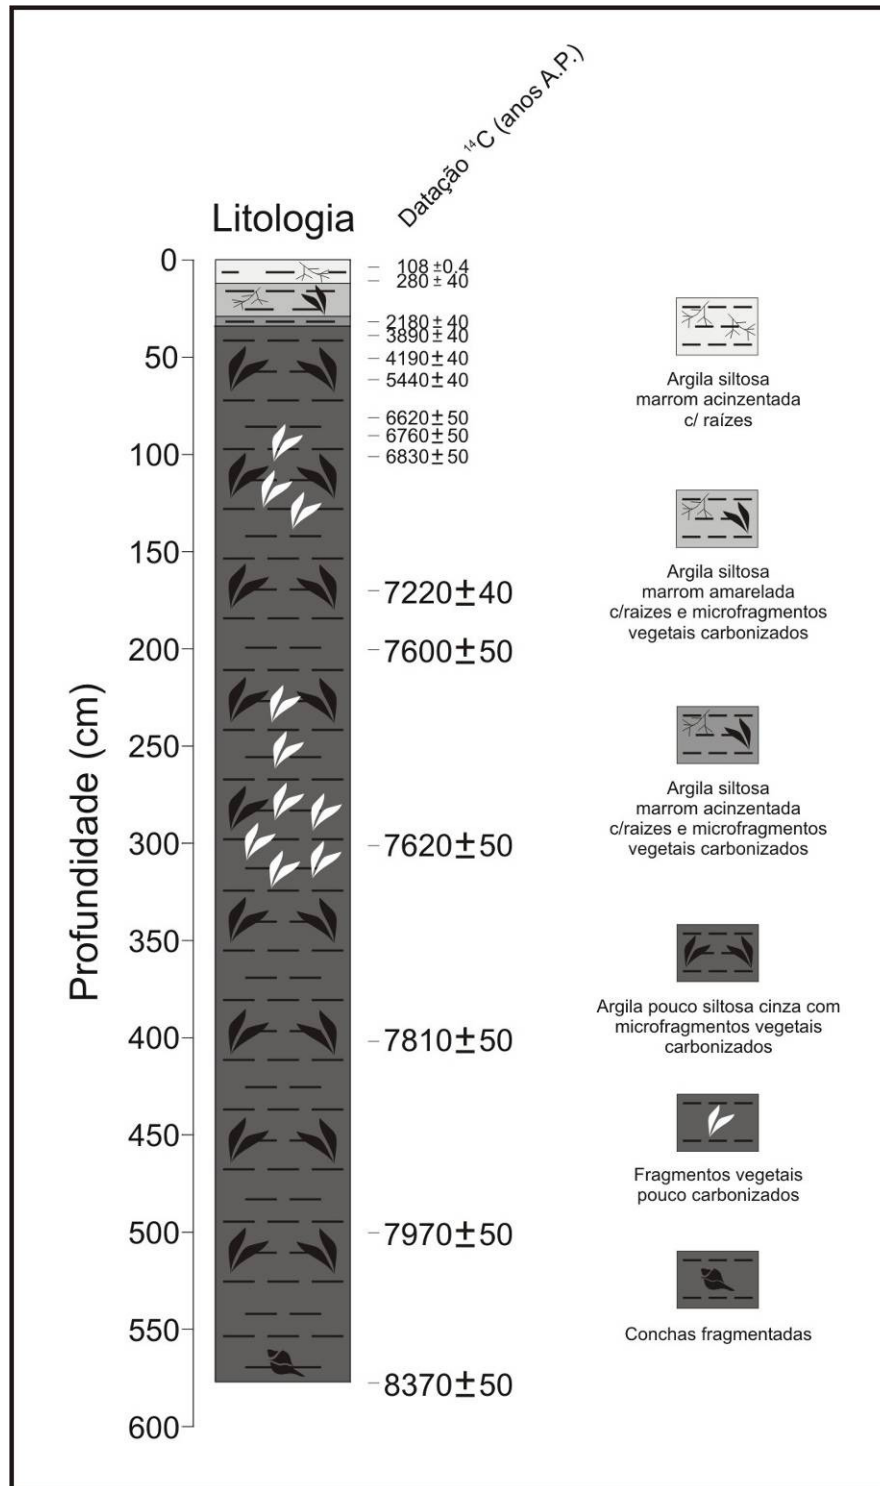 Datação ¹⁴C (anos A.P.)
Litologia
Profundidade (cm)
0
50
100
150
200
250
300
350
400
450
500
550
600
108 ±0.4
280 ± 40
2180 ± 40
3890 ± 40
4190 ± 40
5440 ± 40
6620 ± 50
6760 ± 50
6830 ± 50
7220±40
7600±50
7620±50
7810±50
7970±50
8370±50
Argila siltosa
marrom acinzentada
c/ raízes
Argila siltosa
marrom amarelada
c/raizes e microfragmentos
vegetais carbonizados
Argila siltosa
marrom acinzentada
c/raizes e microfragmentos
vegetais carbonizados
Argila pouco siltosa cinza com
microfragmentos vegetais
carbonizados
Fragmentos vegetais
pouco carbonizados
Conchas fragmentadas